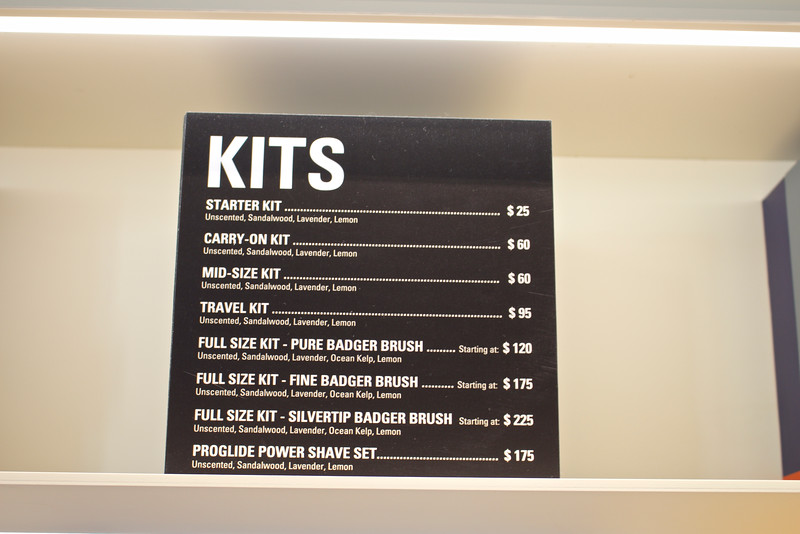 KITS
STARTER KIT ........................................ $ 25
Unscented, Sandalwood, Lavender, Lemon
CARRY-ON KIT ........................................ $ 60
Unscented, Sandalwood, Lavender, Lemon
MID-SIZE KIT ........................................ $ 60
Unscented, Sandalwood, Lavender, Lemon
TRAVEL KIT ........................................ $ 95
Unscented, Sandalwood, Lavender, Lemon
FULL SIZE KIT - PURE BADGER BRUSH ......... Starting at: $ 120
Unscented, Sandalwood, Lavender, Ocean Kelp, Lemon
FULL SIZE KIT - FINE BADGER BRUSH .......... Starting at: $ 175
Unscented, Sandalwood, Lavender, Ocean Kelp, Lemon
FULL SIZE KIT - SILVERTIP BADGER BRUSH Starting at: $ 225
Unscented, Sandalwood, Lavender, Ocean Kelp, Lemon
PROGLIDE POWER SHAVE SET.............................. $ 175
Unscented, Sandalwood, Lavender, Lemon